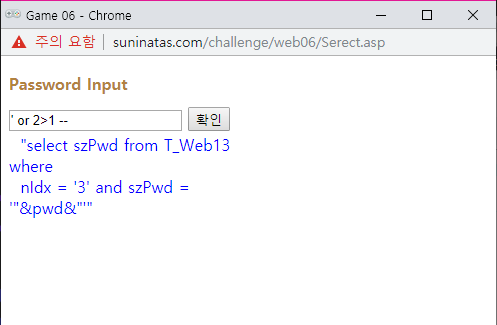 Game 06 - Chrome
주의 요함 | suninatas.com/challenge/web06/Serect.asp
Password Input
' or 2>1 -- 확인
"select szPwd from T_Web13
where
nIdx = '3' and szPwd =
'"&pwd&"'"